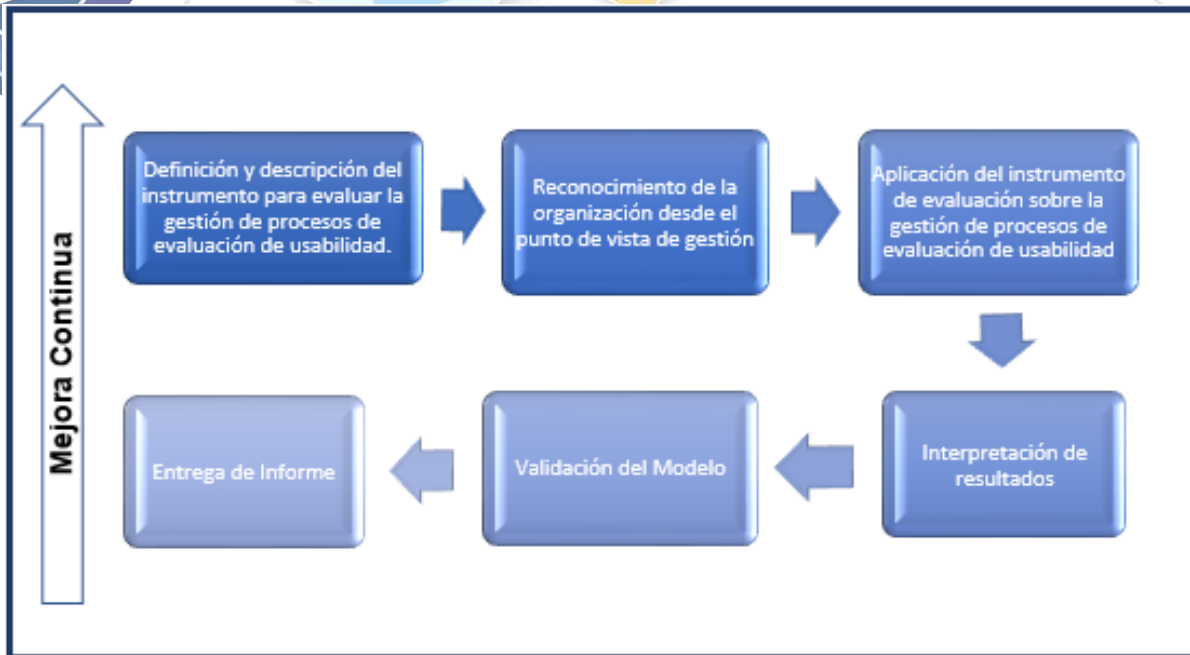 Mejora Continua
Definición y descripción del
instrumento para evaluar la
gestión de procesos de
evaluación de usabilidad.
Reconocimiento de la
organización desde el
punto de vista de gestión
Aplicación del instrumento
de evaluación sobre la
gestión de procesos de
evaluación de usabilidad
Interpretación de
resultados
Validación del Modelo
Entrega de Informe